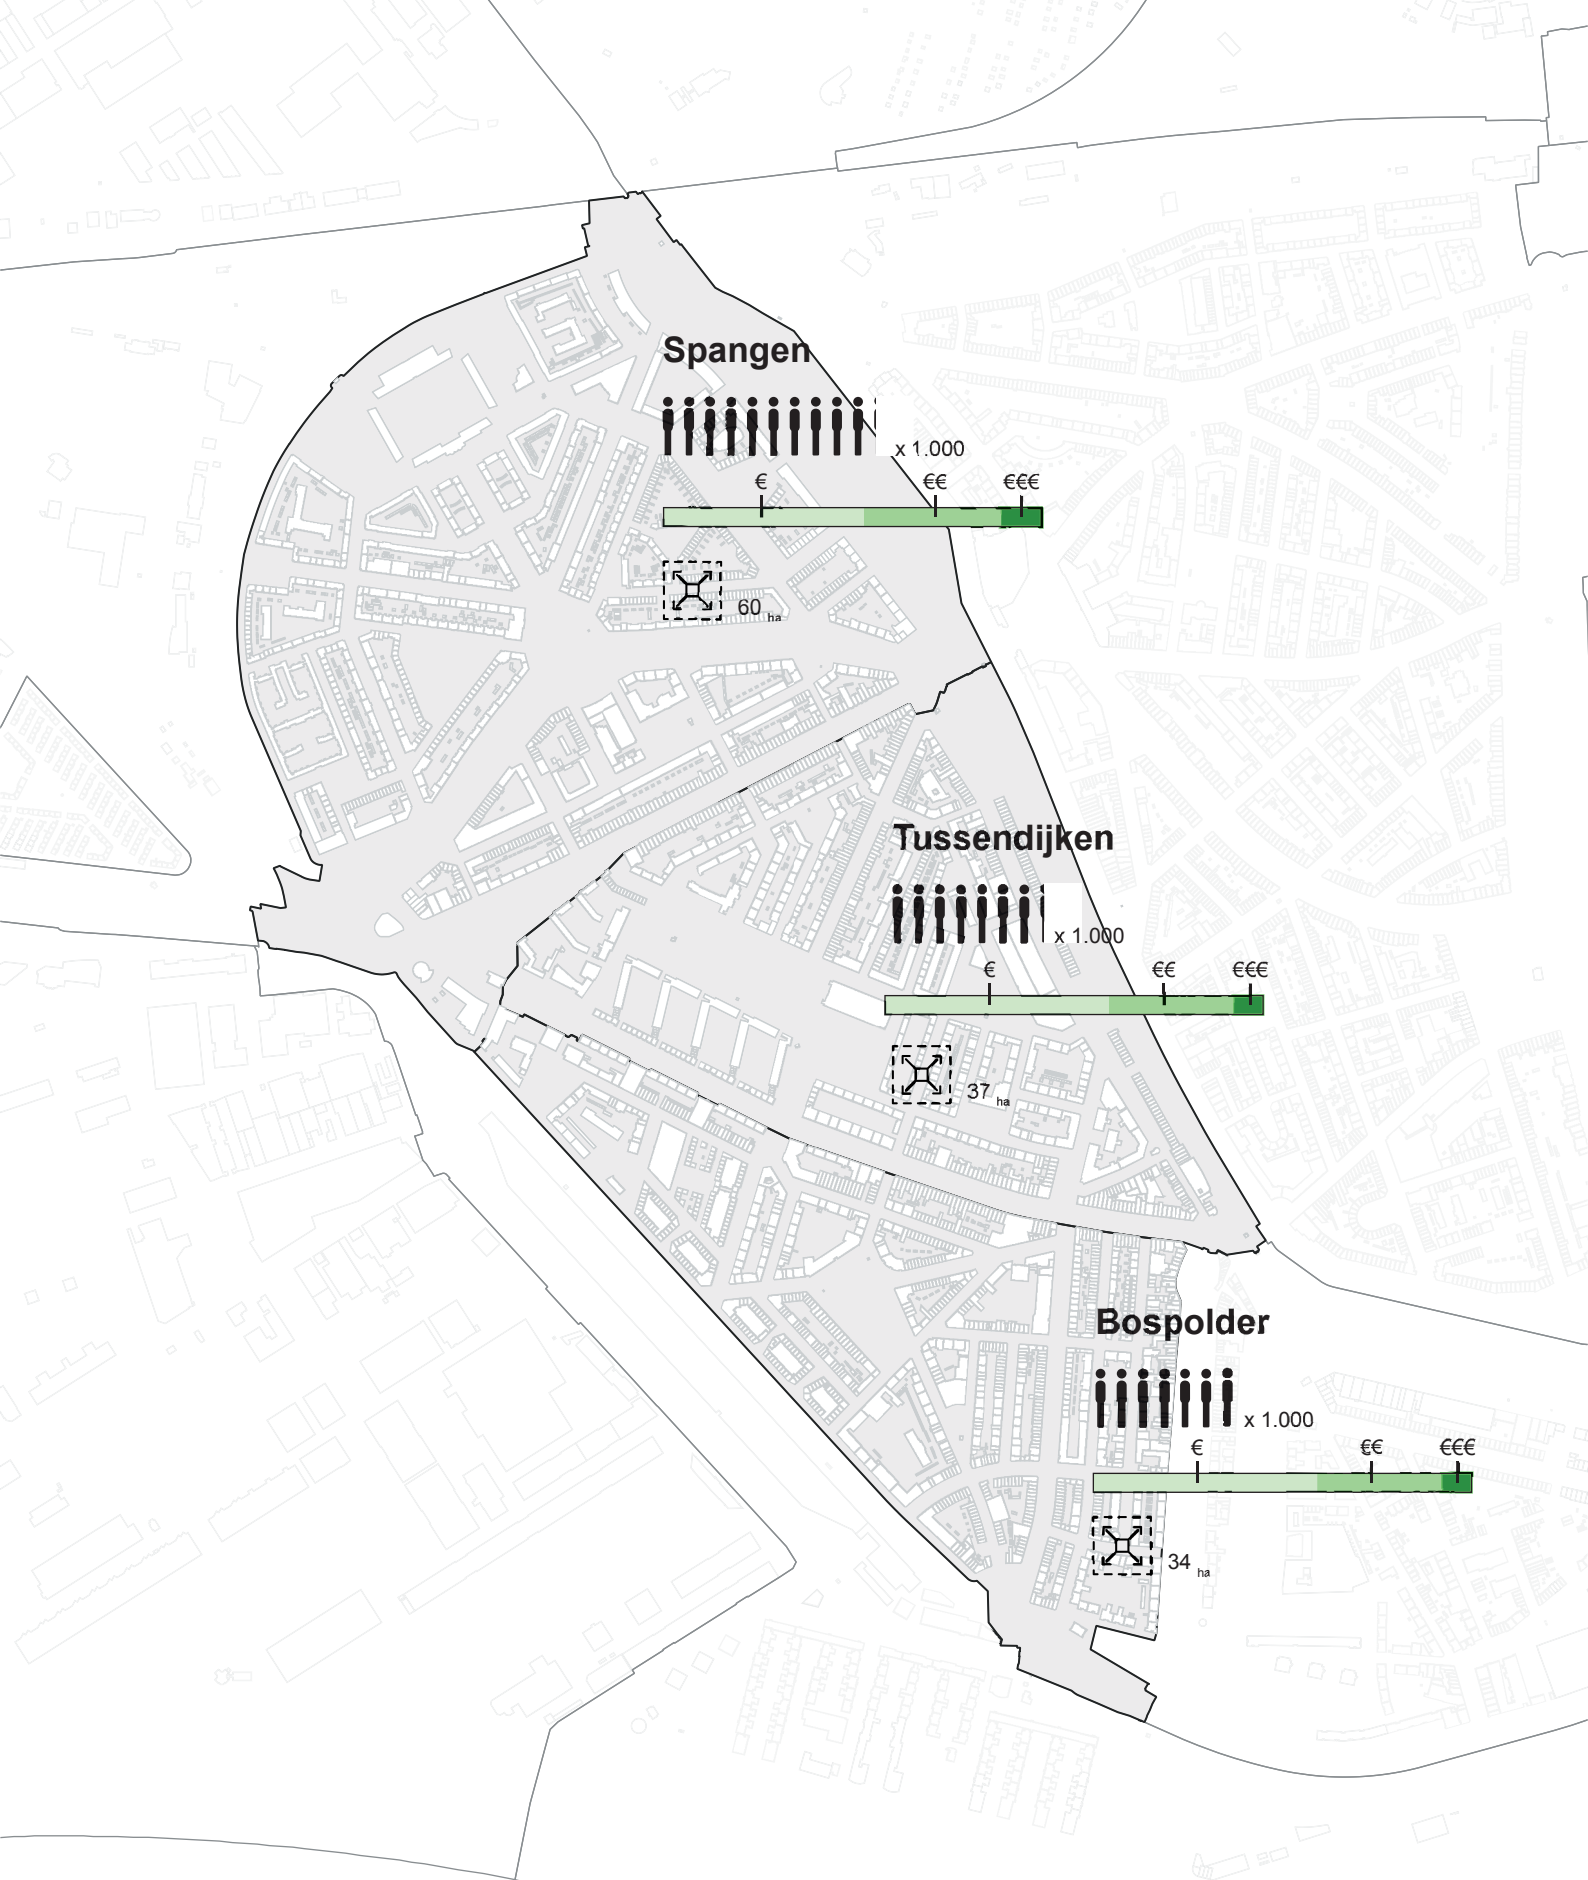 Spangen
x 1.000
€ €€ €€€
60 ha
Tussendijken
x 1.000
€ €€ €€€
37 ha
Bospolder
x 1.000
€ €€ €€€
34 ha